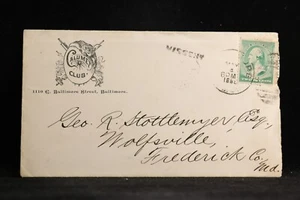 CLUB
1110 E. Baltimore Street, Baltimore.
MISSENT
Geo. R. Stottlemyer, Esq.,
Wolfsville,
Frederick Co.
Md.